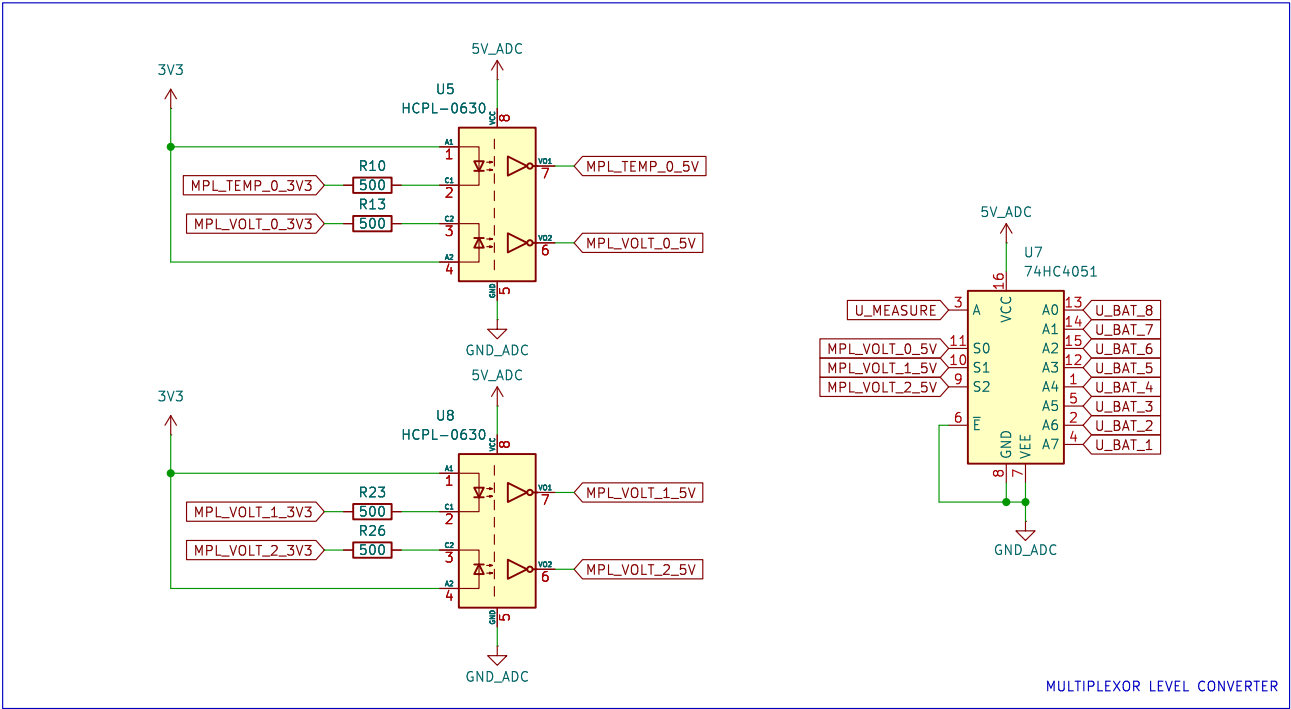 3V3
5V_ADC
U5
HCPL-0630
VCC
8
A1
1
R10
MPL_TEMP_0_3V3
500
C1
2
R13
MPL_VOLT_0_3V3
500
C2
3
A2
4
VO1
7
MPL_TEMP_0_5V
VO2
6
MPL_VOLT_0_5V
GND
5
GND_ADC
3V3
5V_ADC
U8
HCPL-0630
VCC
8
A1
1
R23
MPL_VOLT_1_3V3
500
C1
2
R26
MPL_VOLT_2_3V3
500
C2
3
A2
4
VO1
7
MPL_VOLT_1_5V
VO2
6
MPL_VOLT_2_5V
GND
5
GND_ADC
5V_ADC
U7
74HC4051
16
VCC
U_MEASURE 3 A
MPL_VOLT_0_5V 11 S0
MPL_VOLT_1_5V 10 S1
MPL_VOLT_2_5V 9 S2
6 E
A0 13 U_BAT_8
A1 14 U_BAT_7
A2 15 U_BAT_6
A3 12 U_BAT_5
A4 1 U_BAT_4
A5 5 U_BAT_3
A6 2 U_BAT_2
A7 4 U_BAT_1
GND
8
VEE
7
GND_ADC
MULTIPLEXOR LEVEL CONVERTER